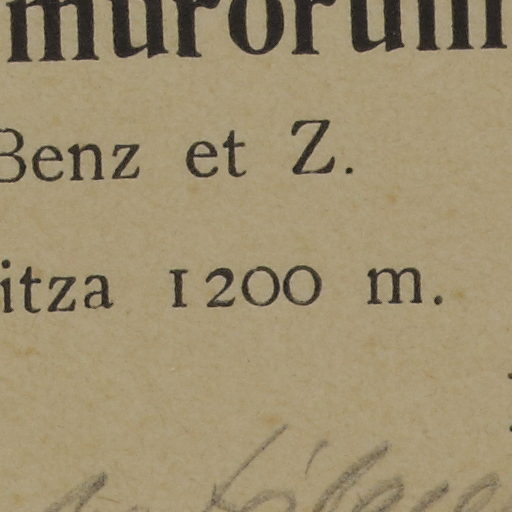 murorum
Benz et Z.
itza 1200 m.